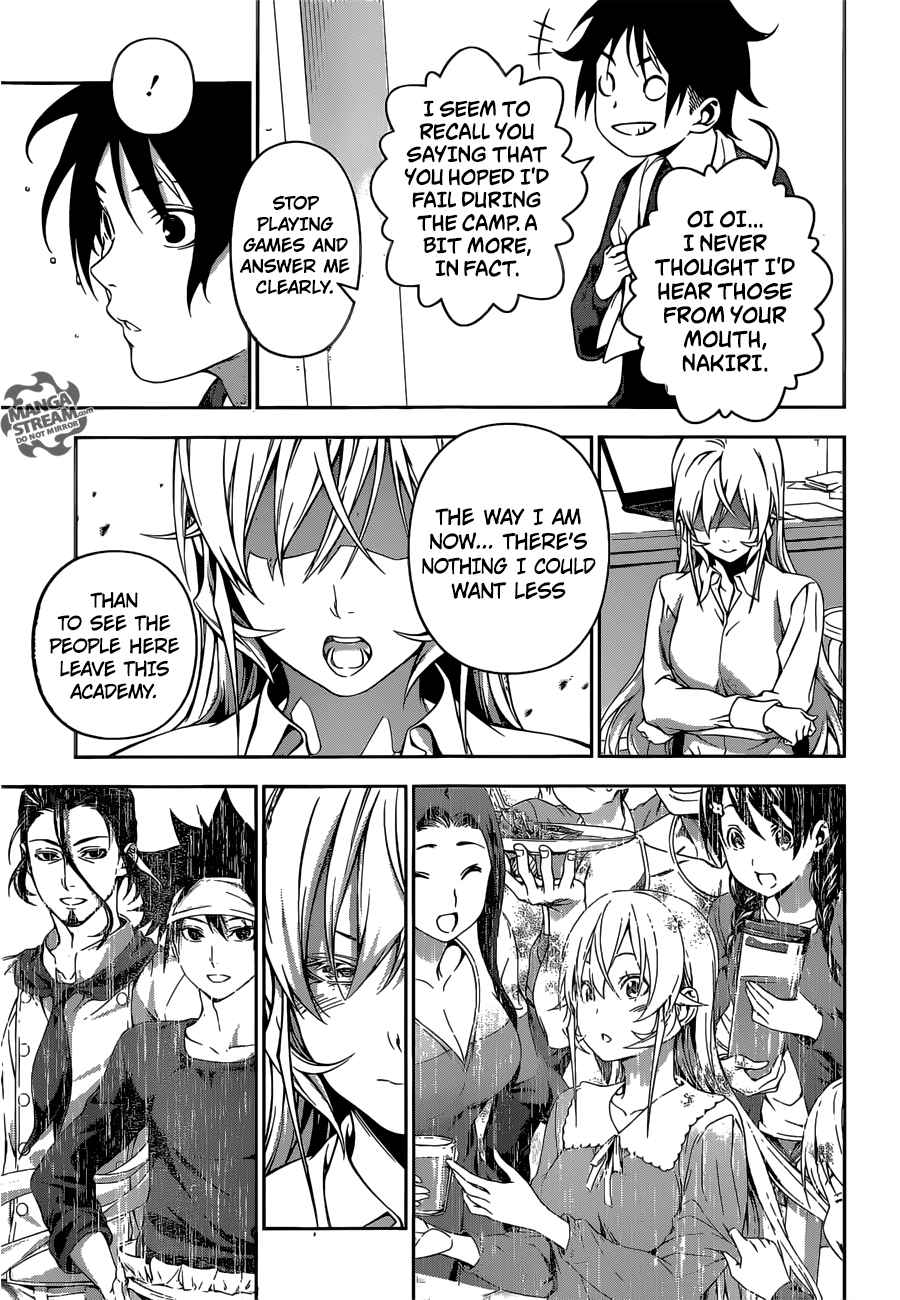 OI OI...
I NEVER
THOUGHT I'D
HEAR THOSE
FROM YOUR
MOUTH,
NAKIRI.
I SEEM TO
RECALL YOU
SAYING THAT
YOU HOPED I'D
FAIL DURING
THE CAMP. A
BIT MORE,
IN FACT.
STOP
PLAYING
GAMES AND
ANSWER ME
CLEARLY.
!
THE WAY I AM
NOW... THERE'S
NOTHING I COULD
WANT LESS
THAN
TO SEE THE
PEOPLE HERE
LEAVE THIS
ACADEMY.
MANGA
STREAM.com
DO NOT MIRROR!